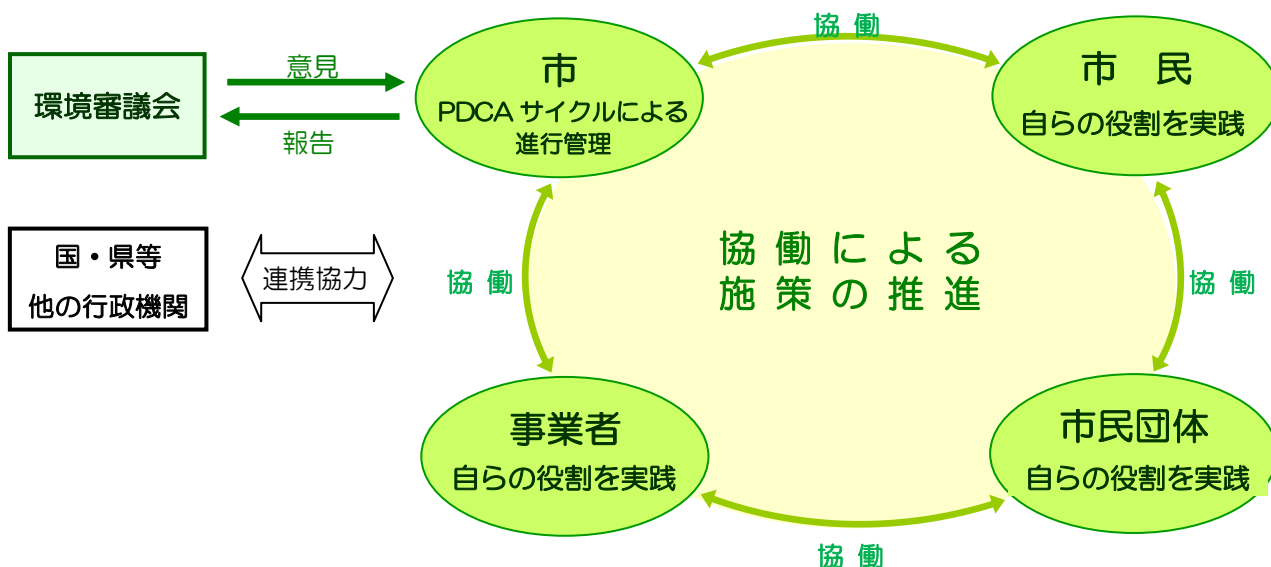 協 働
市
PDCA サイクルによる
進行管理
市 民
自らの役割を実践
環境審議会
意見
報告
国・県等
他の行政機関
連携協力
協 働
協 働 に よ る
施 策 の 推 進
協 働
事業者
自らの役割を実践
市民団体
自らの役割を実践
協 働